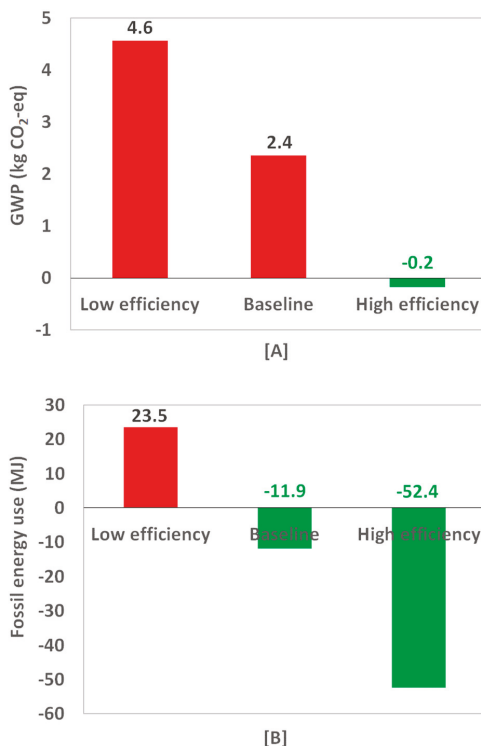 GWP (kg CO₂-eq)
5
4
3
2
1
0
-1
4.6
2.4
-0.2
Low efficiency
Baseline
High efficiency
[A]
Fossil energy use (MJ)
30
20
10
0
-10
-20
-30
-40
-50
-60
23.5
-11.9
-52.4
Low efficiency
Baseline
High efficiency
[B]